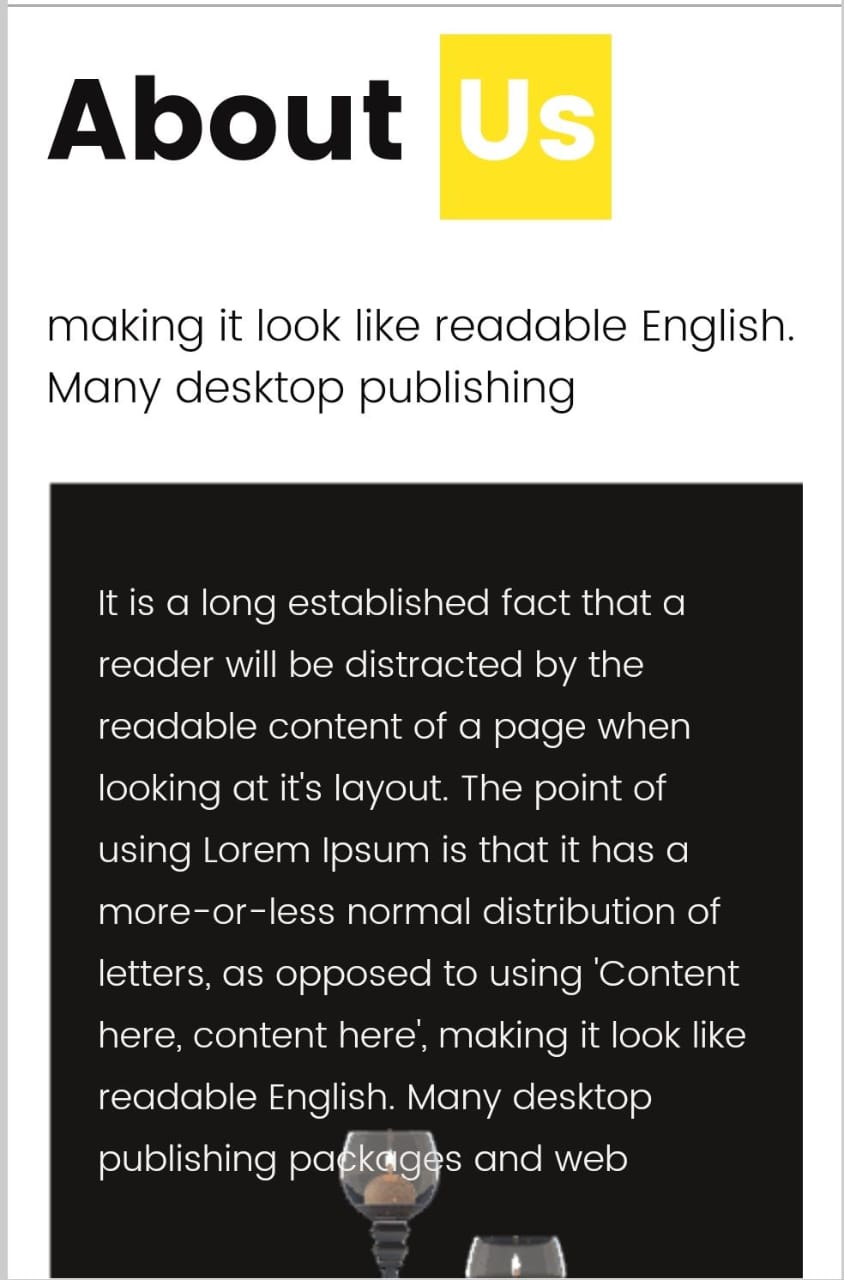 About Us
making it look like readable English.
Many desktop publishing
It is a long established fact that a
reader will be distracted by the
readable content of a page when
looking at it's layout. The point of
using Lorem Ipsum is that it has a
more-or-less normal distribution of
letters, as opposed to using 'Content
here, content here', making it look like
readable English. Many desktop
publishing packages and web